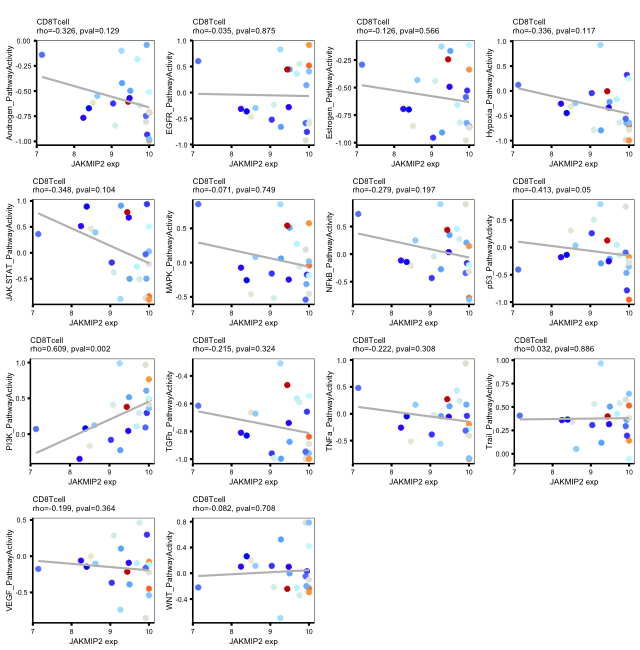 CD8Tcell
rho=-0.326, pval=0.129
Androgen_PathwayActivity
0.00
-0.25
-0.50
-0.75
-1.00
7 8 9 10
JAKMIP2 exp
CD8Tcell
rho=-0.035, pval=0.875
EGFR_PathwayActivity
1.0
0.5
0.0
-0.5
-1.0
7 8 9 10
JAKMIP2 exp
CD8Tcell
rho=-0.126, pval=0.566
Estrogen_PathwayActivity
-0.25
-0.50
-0.75
-1.00
7 8 9 10
JAKMIP2 exp
CD8Tcell
rho=-0.336, pval=0.117
Hypoxia_PathwayActivity
1.0
0.5
0.0
-0.5
-1.0
7 8 9 10
JAKMIP2 exp
CD8Tcell
rho=-0.348, pval=0.104
JAK.STAT_PathwayActivity
1.0
0.5
0.0
-0.5
7 8 9 10
JAKMIP2 exp
CD8Tcell
rho=-0.071, pval=0.749
MAPK_PathwayActivity
0.5
0.0
-0.5
7 8 9 10
JAKMIP2 exp
CD8Tcell
rho=-0.279, pval=0.197
NFkB_PathwayActivity
1.0
0.5
0.0
-0.5
7 8 9 10
JAKMIP2 exp
CD8Tcell
rho=-0.413, pval=0.05
p53_PathwayActivity
0.5
0.0
-0.5
-1.0
7 8 9 10
JAKMIP2 exp
CD8Tcell
rho=0.609, pval=0.002
PI3K_PathwayActivity
1.0
0.5
0.0
7 8 9 10
JAKMIP2 exp
CD8Tcell
rho=-0.215, pval=0.324
TGFb_PathwayActivity
-0.4
-0.6
-0.8
-1.0
7 8 9 10
JAKMIP2 exp
CD8Tcell
rho=-0.222, pval=0.308
TNFa_PathwayActivity
1.0
0.5
0.0
-0.5
7 8 9 10
JAKMIP2 exp
CD8Tcell
rho=0.032, pval=0.886
Trail_PathwayActivity
1.00
0.75
0.50
0.25
0.00
7 8 9 10
JAKMIP2 exp
CD8Tcell
rho=-0.199, pval=0.364
VEGF_PathwayActivity
0.5
0.0
-0.5
7 8 9 10
JAKMIP2 exp
CD8Tcell
rho=-0.082, pval=0.708
WNT_PathwayActivity
0.8
0.4
0.0
-0.4
7 8 9 10
JAKMIP2 exp